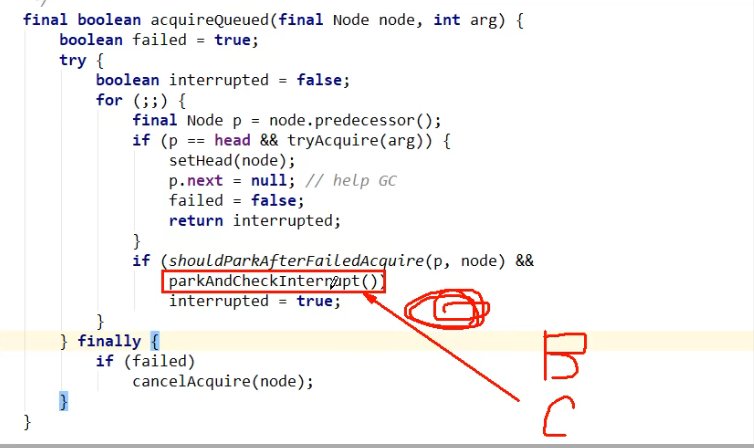 final boolean acquireQueued(final Node node, int arg) {
boolean failed = true;
try {
boolean interrupted = false;
for (;;) {
final Node p = node.predecessor();
if (p == head && tryAcquire(arg)) {
setHead(node);
p.next = null; // help GC
failed = false;
return interrupted;
}
if (shouldParkAfterFailedAcquire(p, node) &&
parkAndCheckInterrupt())
interrupted = true;
}
} finally {
if (failed)
cancelAcquire(node);
}
}
B
C